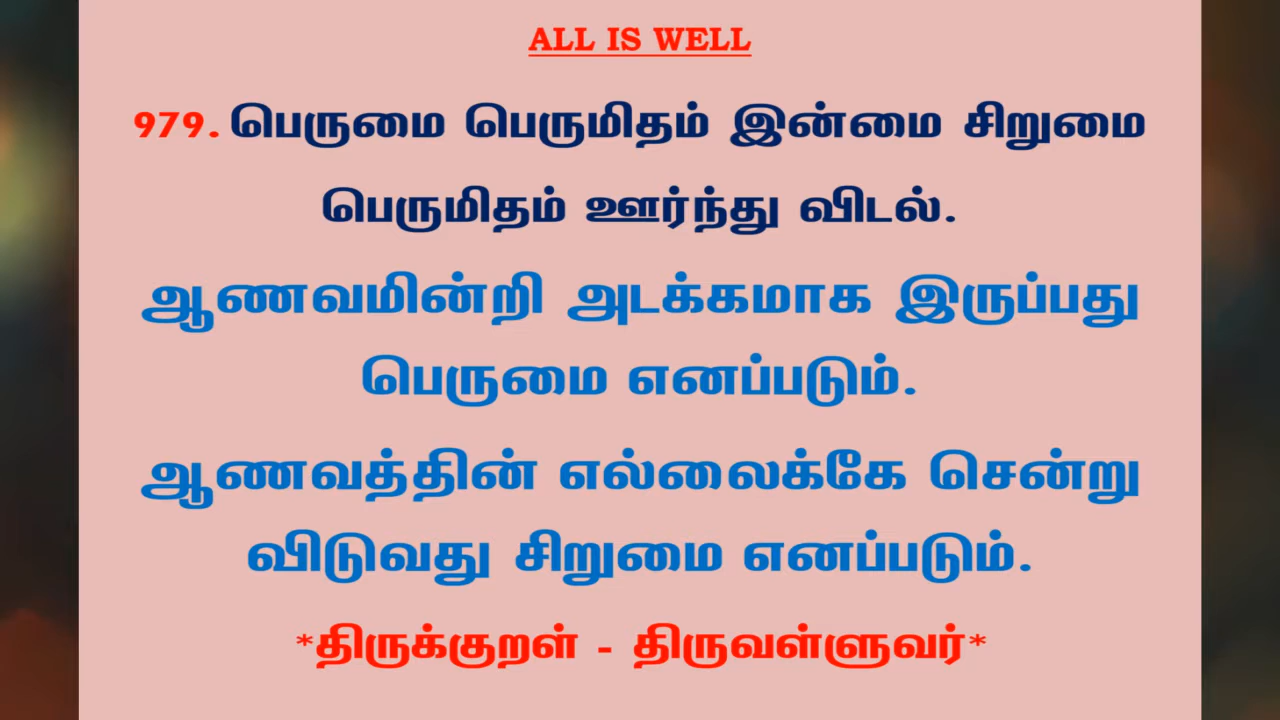 ALL IS WELL
979. பெருமை பெருமிதம் இன்மை சிறுமை
பெருமிதம் ஊர்ந்து விடல்.
ஆணவமின்றி அடக்கமாக இருப்பது
பெருமை எனப்படும்.
ஆணவத்தின் எல்லைக்கே சென்று
விடுவது சிறுமை எனப்படும்.
*திருக்குறள் - திருவள்ளுவர்*